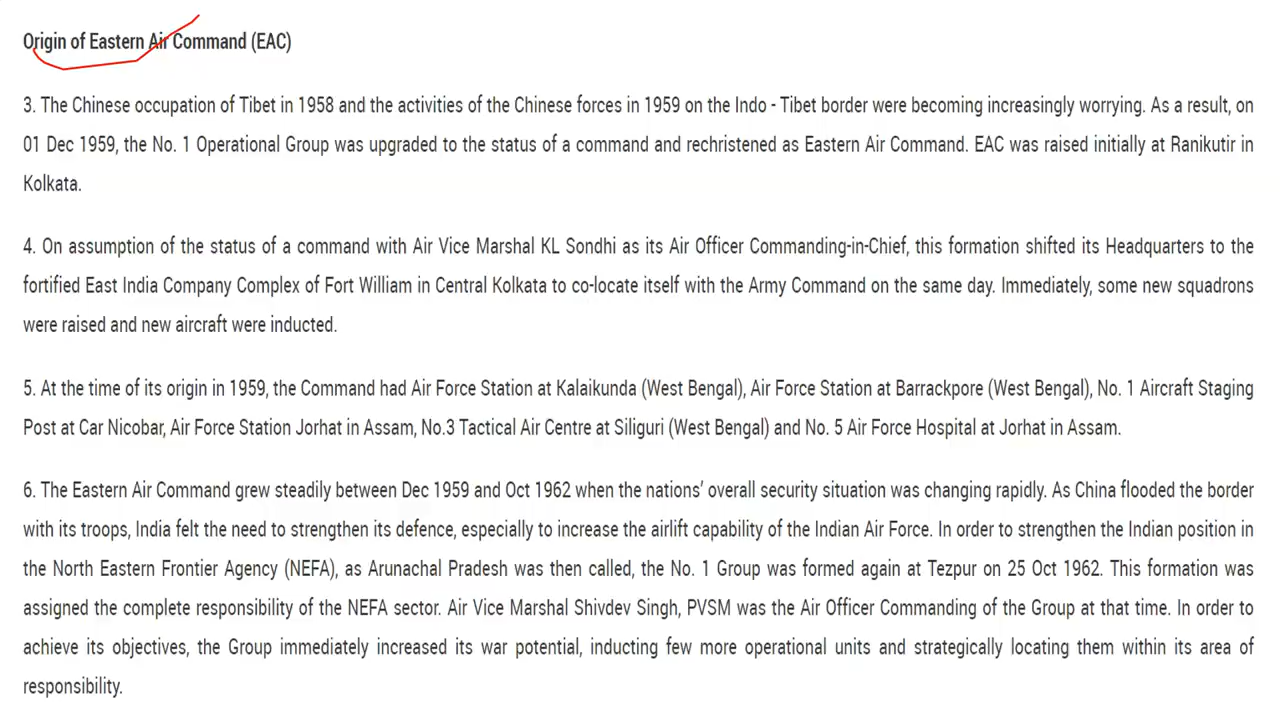 Origin of Eastern Air Command (EAC)
3. The Chinese occupation of Tibet in 1958 and the activities of the Chinese forces in 1959 on the Indo - Tibet border were becoming increasingly worrying. As a result, on
01 Dec 1959, the No. 1 Operational Group was upgraded to the status of a command and rechristened as Eastern Air Command. EAC was raised initially at Ranikutir in
Kolkata.
4. On assumption of the status of a command with Air Vice Marshal KL Sondhi as its Air Officer Commanding-in-Chief, this formation shifted its Headquarters to the
fortified East India Company Complex of Fort William in Central Kolkata to co-locate itself with the Army Command on the same day. Immediately, some new squadrons
were raised and new aircraft were inducted.
5. At the time of its origin in 1959, the Command had Air Force Station at Kalaikunda (West Bengal), Air Force Station at Barrackpore (West Bengal), No. 1 Aircraft Staging
Post at Car Nicobar, Air Force Station Jorhat in Assam, No.3 Tactical Air Centre at Siliguri (West Bengal) and No. 5 Air Force Hospital at Jorhat in Assam.
6. The Eastern Air Command grew steadily between Dec 1959 and Oct 1962 when the nations’ overall security situation was changing rapidly. As China flooded the border
with its troops, India felt the need to strengthen its defence, especially to increase the airlift capability of the Indian Air Force. In order to strengthen the Indian position in
the North Eastern Frontier Agency (NEFA), as Arunachal Pradesh was then called, the No. 1 Group was formed again at Tezpur on 25 Oct 1962. This formation was
assigned the complete responsibility of the NEFA sector. Air Vice Marshal Shivdev Singh, PVSM was the Air Officer Commanding of the Group at that time. In order to
achieve its objectives, the Group immediately increased its war potential, inducting few more operational units and strategically locating them within its area of
responsibility.